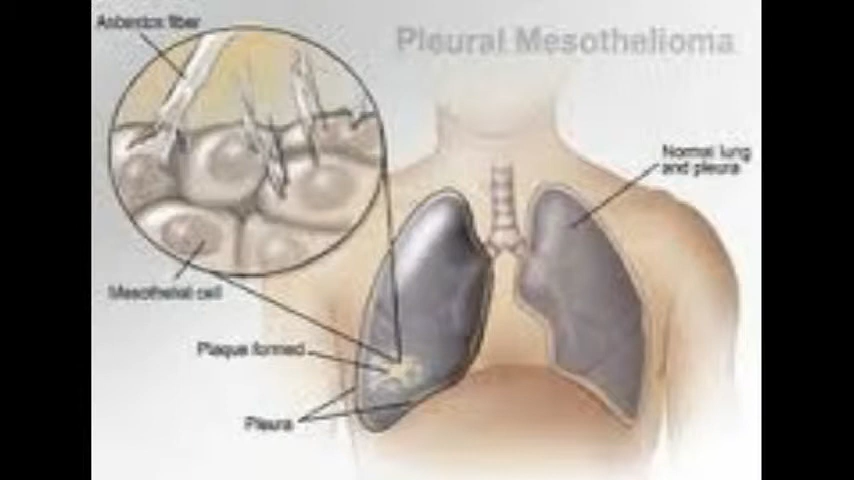 Asbestos fiber
Pleural Mesothelioma
Normal lung
and pleura
Mesothelial cell
Plaque formed
Pleura